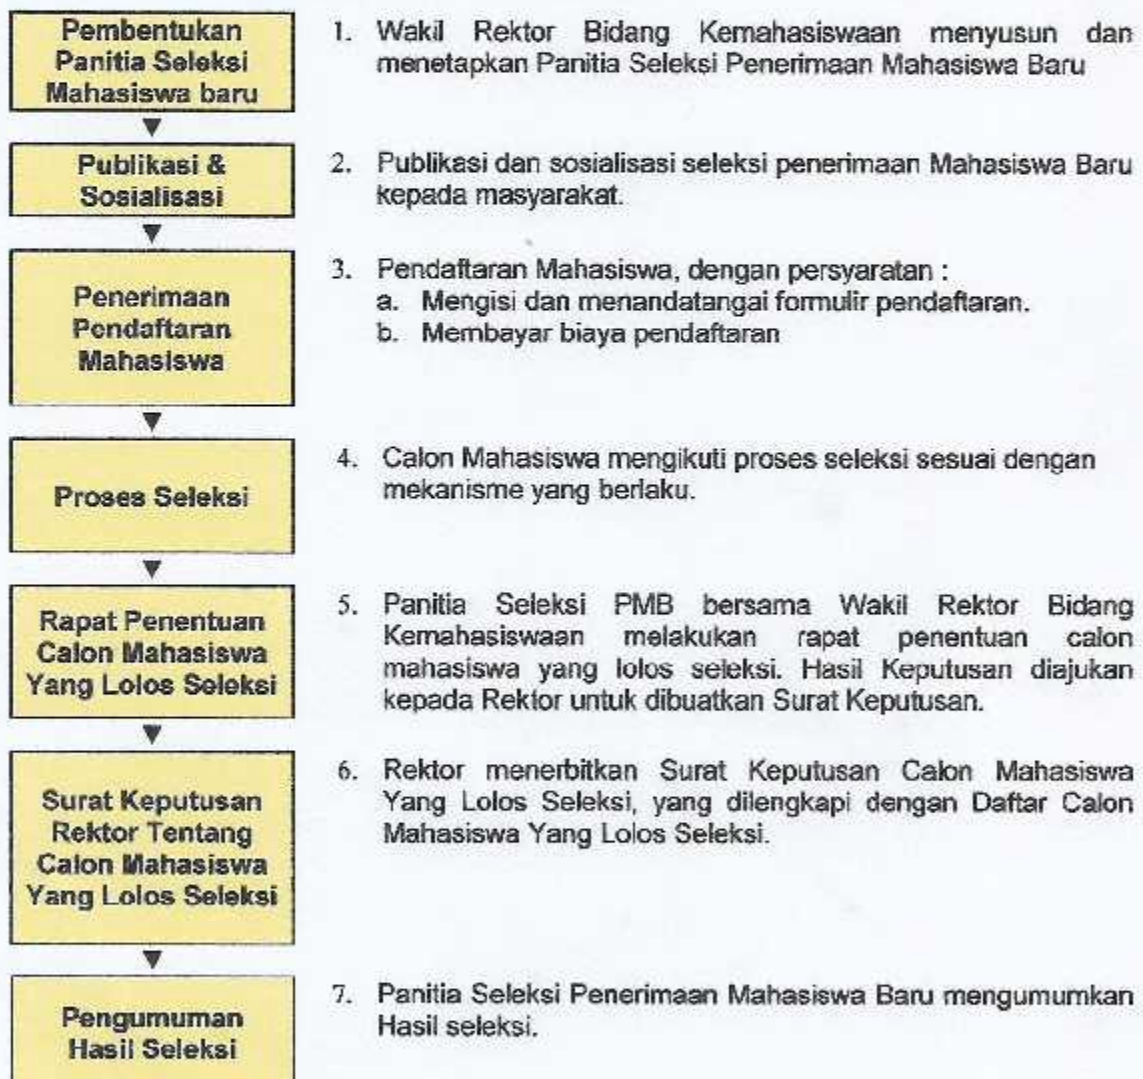 Pembentukan
Panitia Seleksi
Mahasiswa baru
1. Wakil Rektor Bidang Kemahasiswaan menyusun dan
menetapkan Panitia Seleksi Penerimaan Mahasiswa Baru
Publikasi &
Sosialisasi
2. Publikasi dan sosialisasi seleksi penerimaan Mahasiswa Baru
kepada masyarakat.
Penerimaan
Pendaftaran
Mahasiswa
3. Pendaftaran Mahasiswa, dengan persyaratan :
a. Mengisi dan menandatangai formulir pendaftaran.
b. Membayar biaya pendaftaran
Proses Seleksi
4. Calon Mahasiswa mengikuti proses seleksi sesuai dengan
mekanisme yang berlaku.
Rapat Penentuan
Calon Mahasiswa
Yang Lolos Seleksi
5. Panitia Seleksi PMB bersama Wakil Rektor Bidang
Kemahasiswaan melakukan rapat penentuan calon
mahasiswa yang lolos seleksi. Hasil Keputusan diajukan
kepada Rektor untuk dibuatkan Surat Keputusan.
Surat Keputusan
Rektor Tentang
Calon Mahasiswa
Yang Lolos Seleksi
6. Rektor menerbitkan Surat Keputusan Calon Mahasiswa
Yang Lolos Seleksi, yang dilengkapi dengan Daftar Calon
Mahasiswa Yang Lolos Seleksi.
Pengumuman
Hasil Seleksi
7. Panitia Seleksi Penerimaan Mahasiswa Baru mengumumkan
Hasil seleksi.